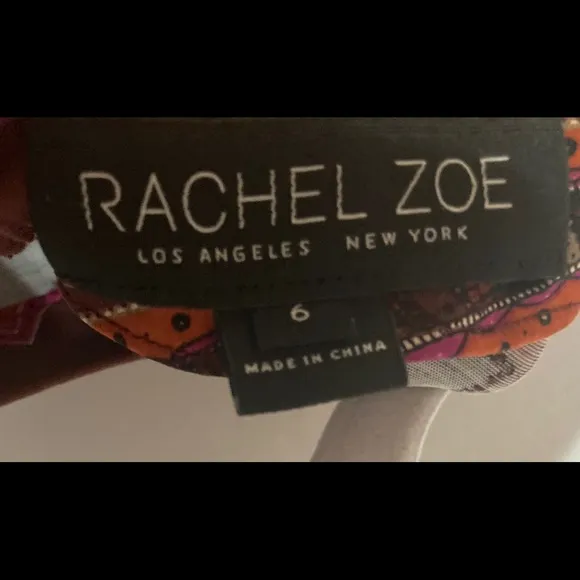 RACHEL ZOE
LOS ANGELES NEW YORK
6
MADE IN CHINA